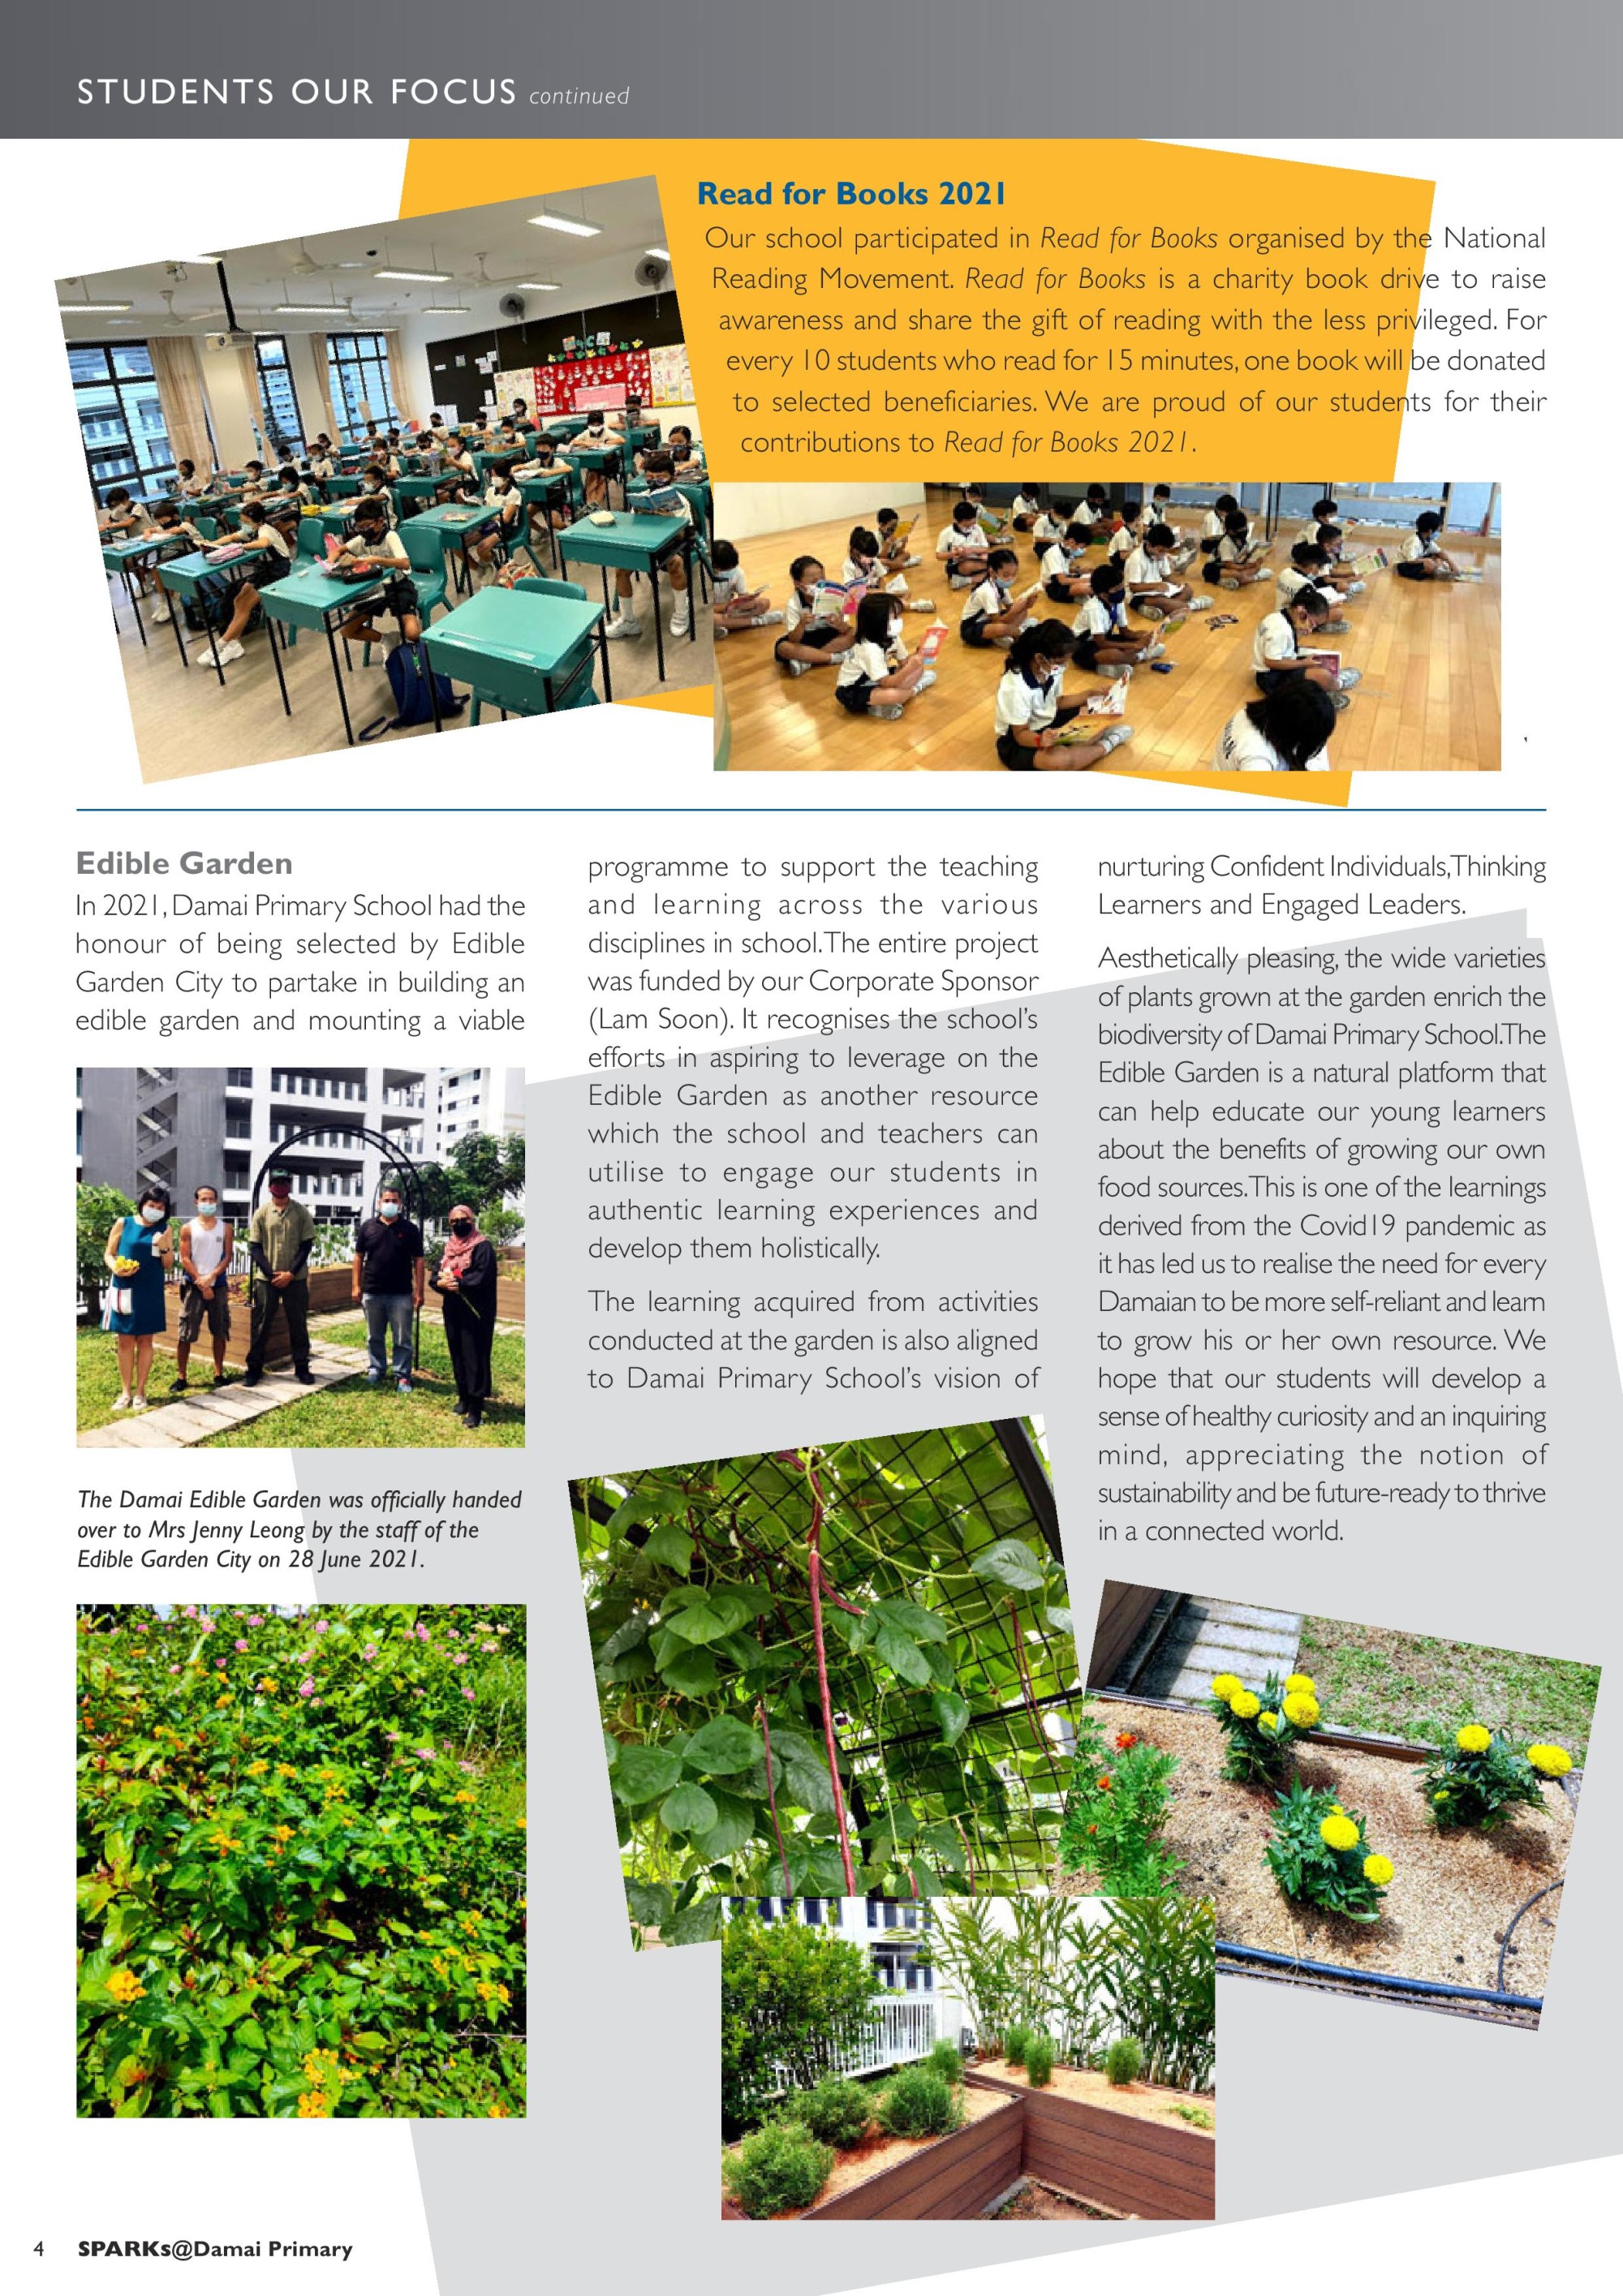 STUDENTS OUR FOCUS continued
Read for Books 2021
Our school participated in Read for Books organised by the National
Reading Movement. Read for Books is a charity book drive to raise
awareness and share the gift of reading with the less privileged. For
every 10 students who read for 15 minutes, one book will be donated
to selected beneficiaries. We are proud of our students for their
contributions to Read for Books 2021.
Edible Garden
In 2021, Damai Primary School had the
honour of being selected by Edible
Garden City to partake in building an
edible garden and mounting a viable
programme to support the teaching
and learning across the various
disciplines in school. The entire project
was funded by our Corporate Sponsor
(Lam Soon). It recognises the school's
efforts in aspiring to leverage on the
Edible Garden as another resource
which the school and teachers can
utilise to engage our students in
authentic learning experiences and
develop them holistically.
The learning acquired from activities
conducted at the garden is also aligned
to Damai Primary School's vision of
nurturing Confident Individuals, Thinking
Learners and Engaged Leaders.
Aesthetically pleasing, the wide varieties
of plants grown at the garden enrich the
biodiversity of Damai Primary School. The
Edible Garden is a natural platform that
can help educate our young learners
about the benefits of growing our own
food sources. This is one of the learnings
derived from the Covid19 pandemic as
it has led us to realise the need for every
Damaian to be more self-reliant and learn
to grow his or her own resource. We
hope that our students will develop a
sense of healthy curiosity and an inquiring
mind, appreciating the notion of
sustainability and be future-ready to thrive
in a connected world.
The Damai Edible Garden was officially handed
over to Mrs Jenny Leong by the staff of the
Edible Garden City on 28 June 2021.
4 SPARKs@Damai Primary